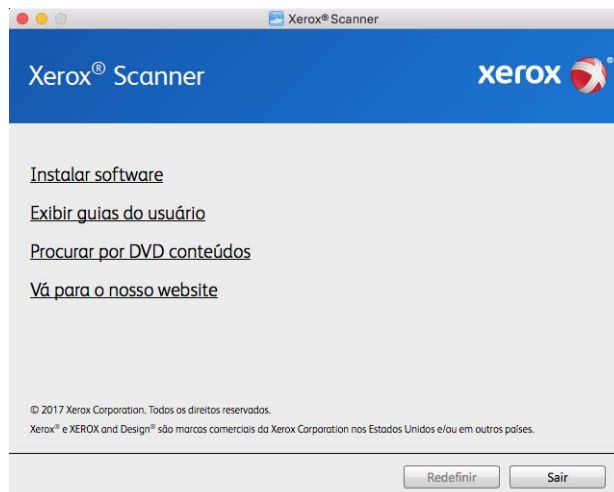 Xerox® Scanner
Xerox® Scanner
xerox®
Instalar software
Exibir guias do usuário
Procurar por DVD conteúdos
Vá para o nosso website
© 2017 Xerox Corporation. Todos os direitos reservados.
Xerox® e XEROX and Design® são marcas comerciais da Xerox Corporation nos Estados Unidos e/ou em outros países.
Redefinir
Sair